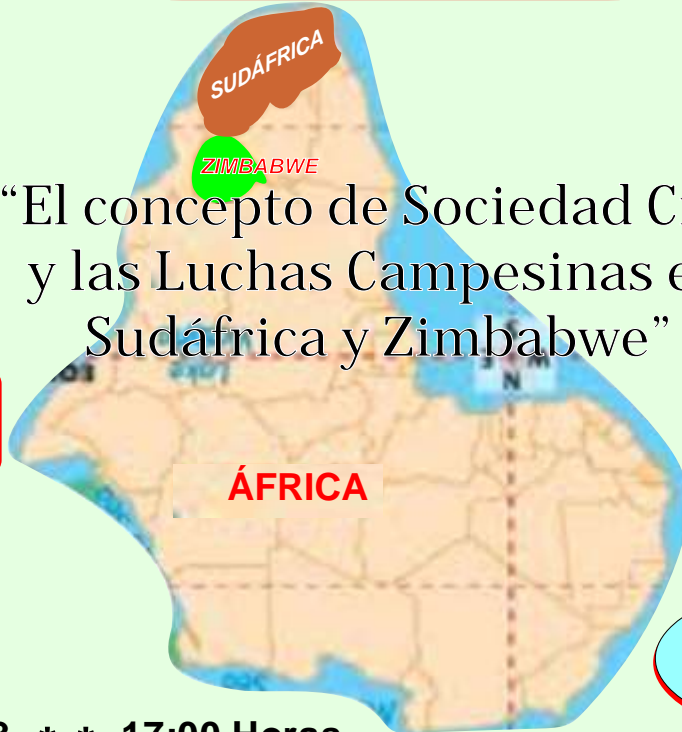 SUDÁFRICA
ZIMBABWE
“El concepto de Sociedad C
y las Luchas Campesinas e
Sudáfrica y Zimbabwe”
W
N
ÁFRICA
17:00 Horas